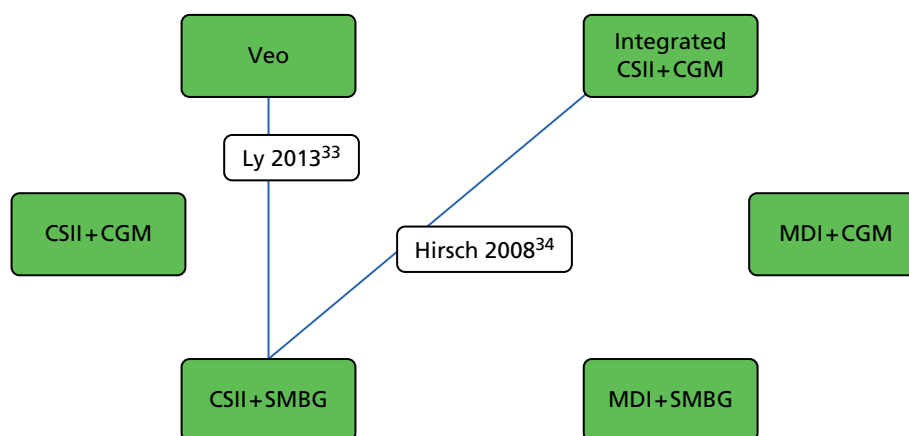 Veo
Integrated
CSII + CGM
Ly 2013³³
CSII + CGM
MDI + CGM
Hirsch 2008³⁴
CSII + SMBG
MDI + SMBG